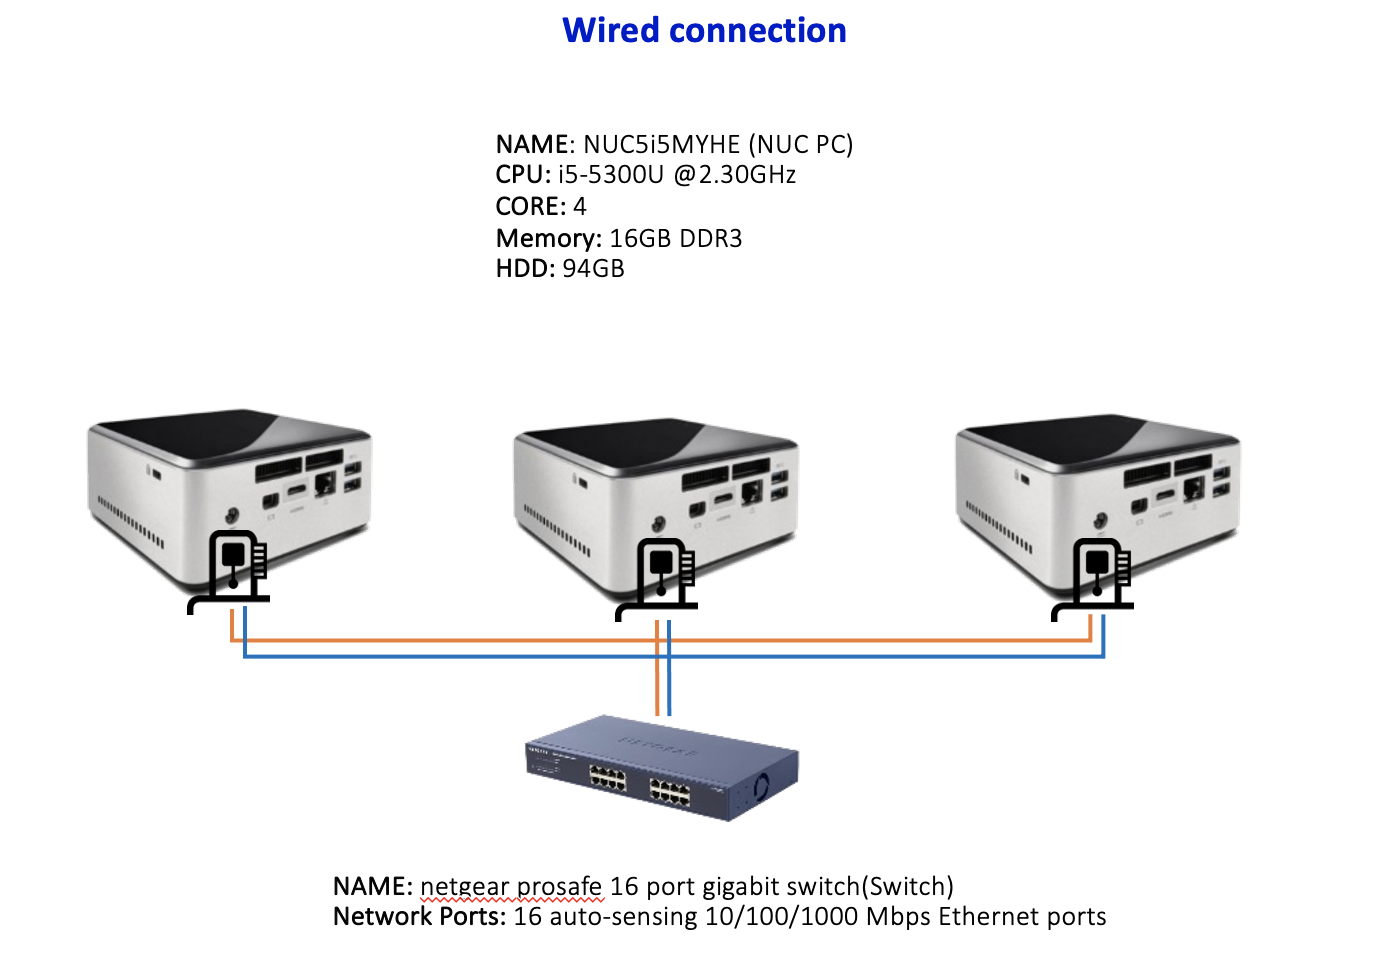 Wired connection
NAME: NUC5i5MYHE (NUC PC)
CPU: i5-5300U @2.30GHz
CORE: 4
Memory: 16GB DDR3
HDD: 94GB
NETGEAR
NAME: netgear prosafe 16 port gigabit switch(Switch)
Network Ports: 16 auto-sensing 10/100/1000 Mbps Ethernet ports